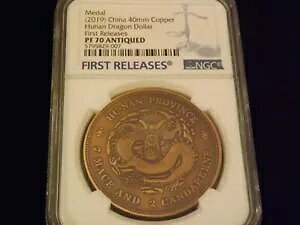 Medal
(2019) China 40mm Copper
Hunan Dragon Dollar
First Releases
PF 70 ANTIQUED
5795829-007
FIRST RELEASES®
NGC
HUNAN PROVINCE
7 MACE AND 2 CANDAREENS